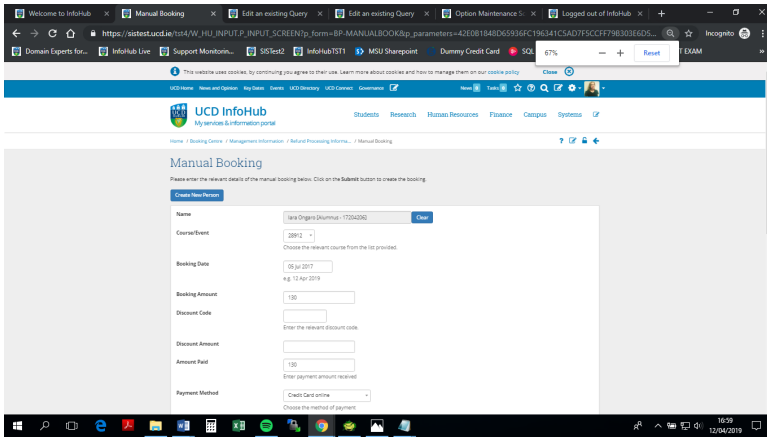 Welcome to InfoHub
Manual Booking
Edit an existing Query
Edit an existing Query
Option Maintenance Sc
Logged out of InfoHub
https://sistest.ucd.ie/tst4/W_HU_INPUT.P_INPUT_SCREEN?p_form=BP-MANUALBOOK&p_parameters=
Incognito
Domain Experts for...
InfoHub Live
Support Monitorin...
SISTest2
InfoHubTST1
MSU Sharepoint
Dummy Credit Card
SQL
T EXAM
67%
Reset
This website uses cookies, by continuing you agree to their use. Learn more about cookies and how to manage them on our cookie policy
Close
UCD Home News and Opinion Key Dates Events UCD Directory UCD Connect Governance
News Tasks
UCD InfoHub
My services & information portal
Students Research Human Resources Finance Campus Systems
Home / Booking Centre / Management Information / Refund Processing Informa... / Manual Booking
Manual Booking
Please enter the relevant details of the manual booking below. Click on the Submit button to create the booking.
Create New Person
Name
Iara Ongaro (Alumnus - 17204206)
Clear
Course/Event
28912
Choose the relevant course from the list provided.
Booking Date
05 Jul 2017
e.g. 12 Apr 2019
Booking Amount
130
Discount Code
Enter the relevant discount code.
Discount Amount
Amount Paid
130
Enter payment amount received
Payment Method
Credit Card online
Choose the method of payment
16:59
12/04/2019